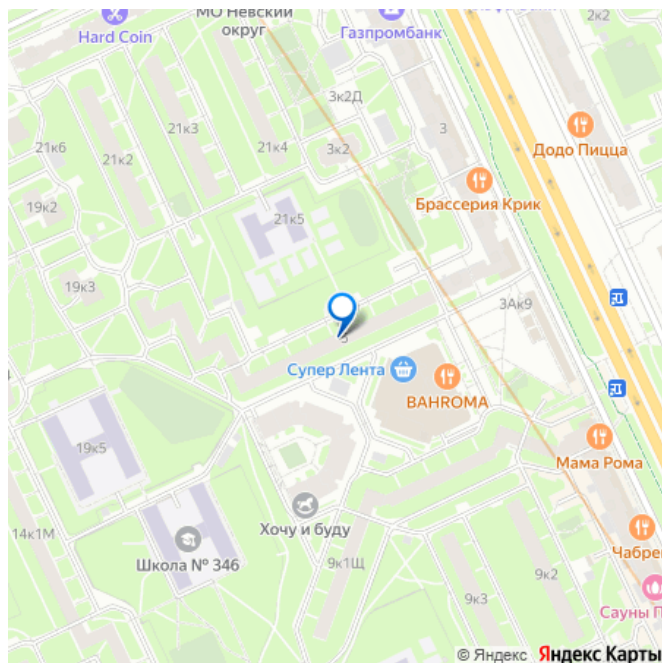 МО Невский
округ
Hard Coin
Газпромбанк
2к2
3к2Д
21к3
3
21к6
21к4
3к2
21к2
Додо Пицца
19к2
Брассерия Крик
21к5
19к3
3Ак9
5
Супер Лента
BAHROMA
19к5
Мама Рома
Хочу и буду
14к1М
Школа № 346
9к1Щ
9к2
9к3
Сауны П
© Яндекс Яндекс Карты